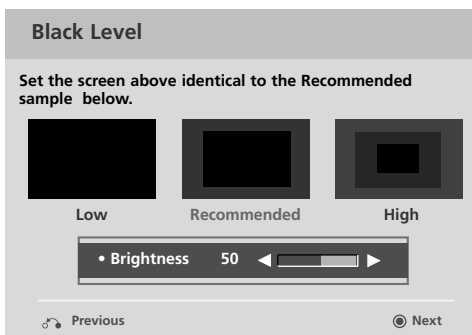 Black Level
Set the screen above identical to the Recommended
sample below.
Low Recommended High
• Brightness 50
Previous Next